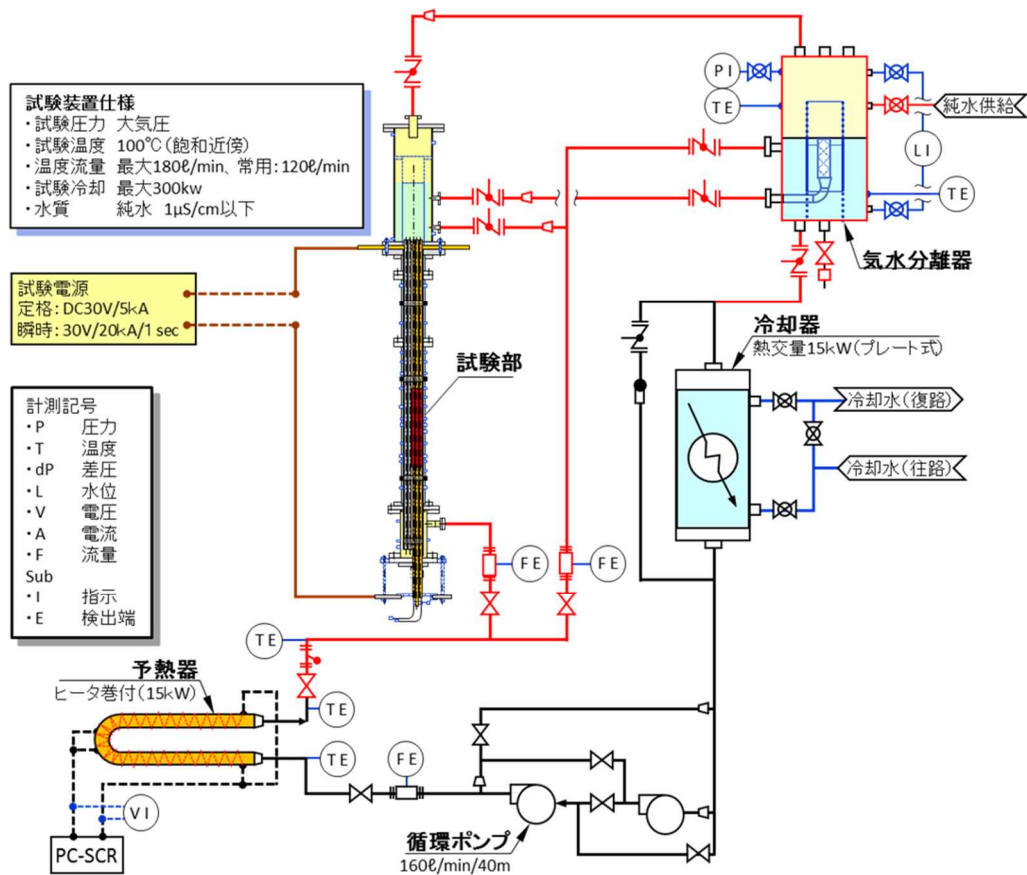 試験装置仕様
・試験圧力 大気圧
・試験温度 100℃(飽和近傍)
・温度流量 最大180ℓ/min、常用:120ℓ/min
・試験冷却 最大300kw
・水質 純水 1μS/cm以下
試験電源
定格:DC30V/5kA
瞬時:30V/20kA/1 sec
計測記号
・P 圧力
・T 温度
・dP 差圧
・L 水位
・V 電圧
・A 電流
・F 流量
Sub
・I 指示
・E 検出端
試験部
PI
TE
純水供給
LI
TE
気水分離器
冷却器
熱交量15kW(プレート式)
冷却水(復路)
冷却水(往路)
FE
FE
TE
予熱器
ヒータ巻付(15kW)
TE
TE
FE
VI
PC-SCR
循環ポンプ
160ℓ/min/40m